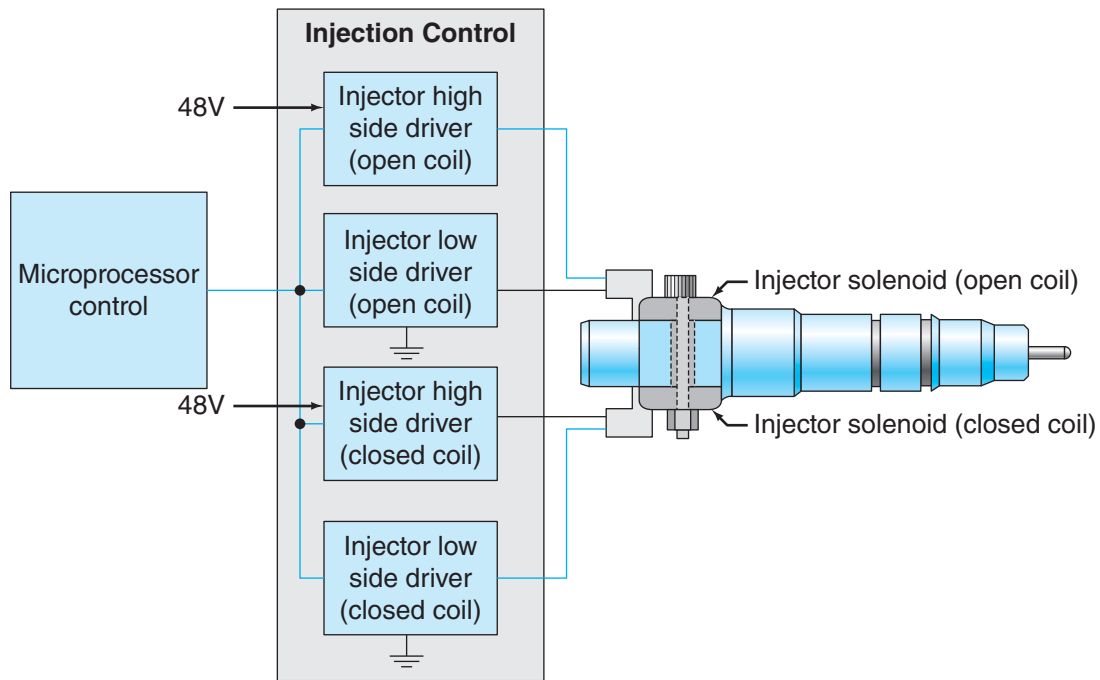 Injection Control
48V
Injector high
side driver
(open coil)
Microprocessor
control
Injector low
side driver
(open coil)
Injector solenoid (open coil)
48V
Injector high
side driver
(closed coil)
Injector solenoid (closed coil)
Injector low
side driver
(closed coil)